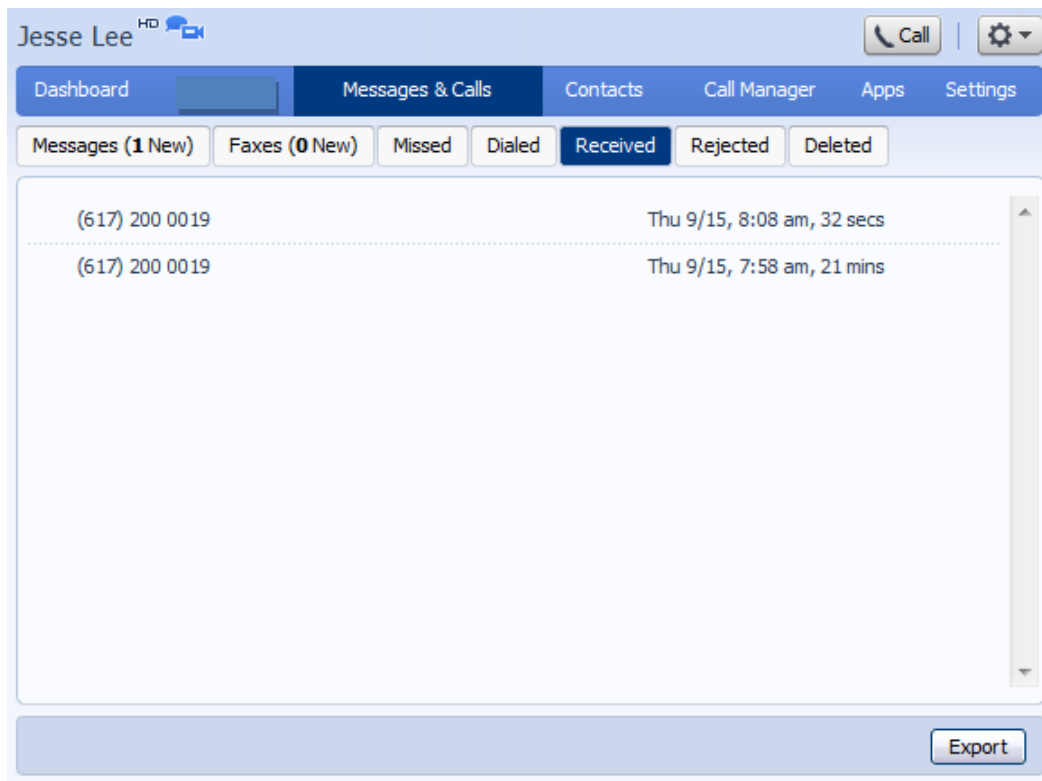 Jesse Lee HD
Call
Dashboard Messages & Calls Contacts Call Manager Apps Settings
Messages (1 New) Faxes (0 New) Missed Dialed Received Rejected Deleted
(617) 200 0019 Thu 9/15, 8:08 am, 32 secs
(617) 200 0019 Thu 9/15, 7:58 am, 21 mins
Export